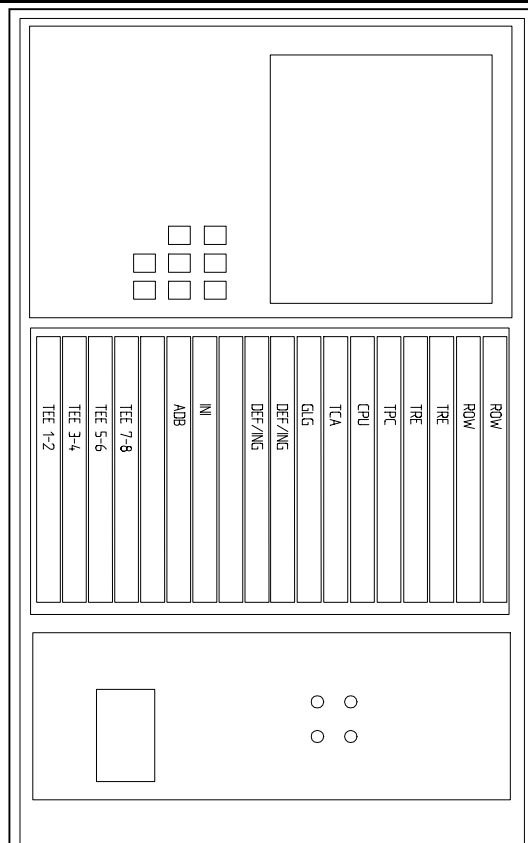 TEE 1-2
TEE 3-4
TEE 5-6
TEE 7-8
ADB
INI
DEF/ING
DEF/ING
GLG
TCA
CPU
TPC
TRE
TRE
ROW
ROW